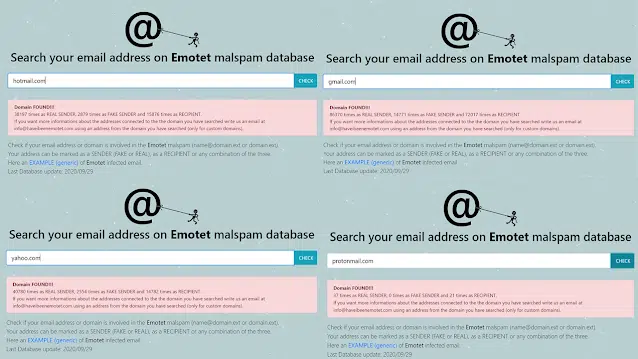 @
Search your email address on Emotet malspam database
hotmail.com
CHECK
Domain FOUND!!!
38197 times as REAL SENDER, 2879 times as FAKE SENDER and 15876 times as RECIPIENT.
If you want more informations about the addresses connected to the the domain you have searched write us an email at
info@haveibeenemotet.com using an address from the domain you have searched (only for custom domains).
Check if your email address or domain is involved in the Emotet malspam (name@domain.ext or domain.ext).
Your address can be marked as a SENDER (FAKE or REAL), as a RECIPIENT or any combination of the three.
Here an EXAMPLE (generic) of Emotet infected email.
Last Database update: 2020/09/29
@
Search your email address on Emotet malspam database
gmail.com
CHECK
Domain FOUND!!!
86370 times as REAL SENDER, 18771 times as FAKE SENDER and 72317 times as RECIPIENT.
If you want more informations about the addresses connected to the the domain you have searched write us an email at
info@haveibeenemotet.com using an address from the domain you have searched (only for custom domains).
Check if your email address or domain is involved in the Emotet malspam (name@domain.ext or domain.ext).
Your address can be marked as a SENDER (FAKE or REAL), as a RECIPIENT or any combination of the three.
Here an EXAMPLE (generic) of Emotet infected email.
Last Database update: 2020/09/29
@
Search your email address on Emotet malspam database
yahoo.com
CHECK
Domain FOUND!!!
40780 times as REAL SENDER, 2556 times as FAKE SENDER and 14742 times as RECIPIENT.
If you want more informations about the addresses connected to the the domain you have searched write us an email at
info@haveibeenemotet.com using an address from the domain you have searched (only for custom domains).
Check if your email address or domain is involved in the Emotet malspam (name@domain.ext or domain.ext).
Your address can be marked as a SENDER (FAKE or REAL), as a RECIPIENT or any combination of the three.
Here an EXAMPLE (generic) of Emotet infected email.
Last Database update: 2020/09/29
@
Search your email address on Emotet malspam database
protonmail.com
CHECK
Domain FOUND!!!
37 times as REAL SENDER, 0 times as FAKE SENDER and 21 times as RECIPIENT.
If you want more informations about the addresses connected to the the domain you have searched write us an email at
info@haveibeenemotet.com using an address from the domain you have searched (only for custom domains).
Check if your email address or domain is involved in the Emotet malspam (name@domain.ext or domain.ext).
Your address can be marked as a SENDER (FAKE or REAL), as a RECIPIENT or any combination of the three.
Here an EXAMPLE (generic) of Emotet infected email.
Last Database update: 2020/09/29